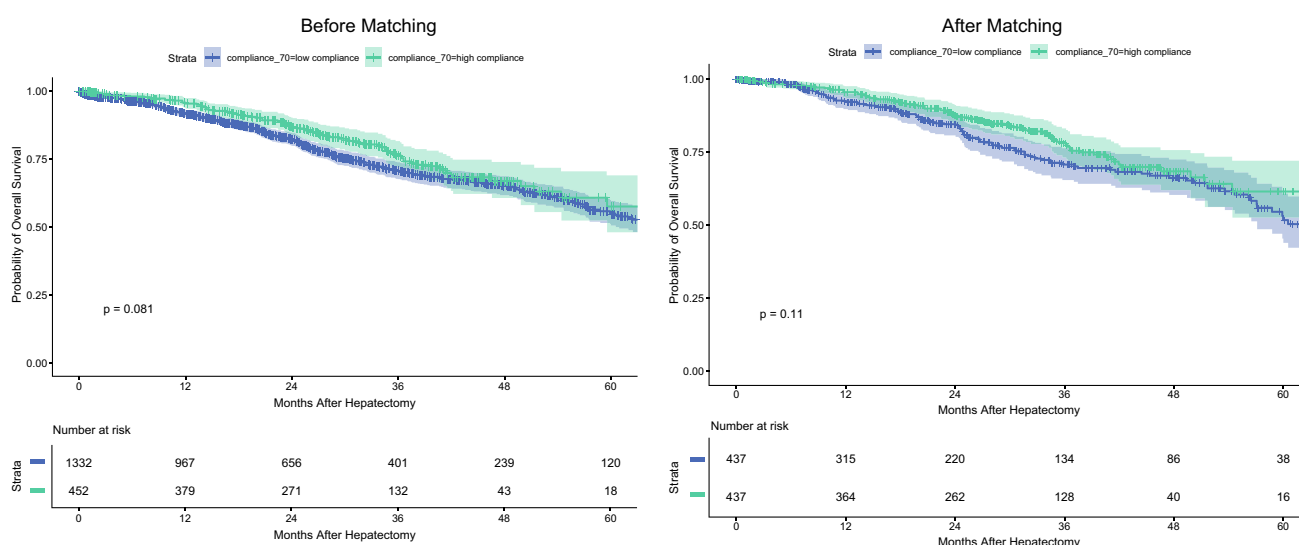 Before Matching
Strata compliance_70=low compliance compliance_70=high compliance
Probability of Overall Survival
1.00
0.75
0.50
0.25
0.00
p = 0.081
0 12 24 36 48 60
Months After Hepatectomy
Number at risk
Strata
1332 967 656 401 239 120
452 379 271 132 43 18
0 12 24 36 48 60
Months After Hepatectomy
After Matching
Strata compliance_70=low compliance compliance_70=high compliance
Probability of Overall Survival
1.00
0.75
0.50
0.25
0.00
p = 0.11
0 12 24 36 48 60
Months After Hepatectomy
Number at risk
Strata
437 315 220 134 86 38
437 364 262 128 40 16
0 12 24 36 48 60
Months After Hepatectomy